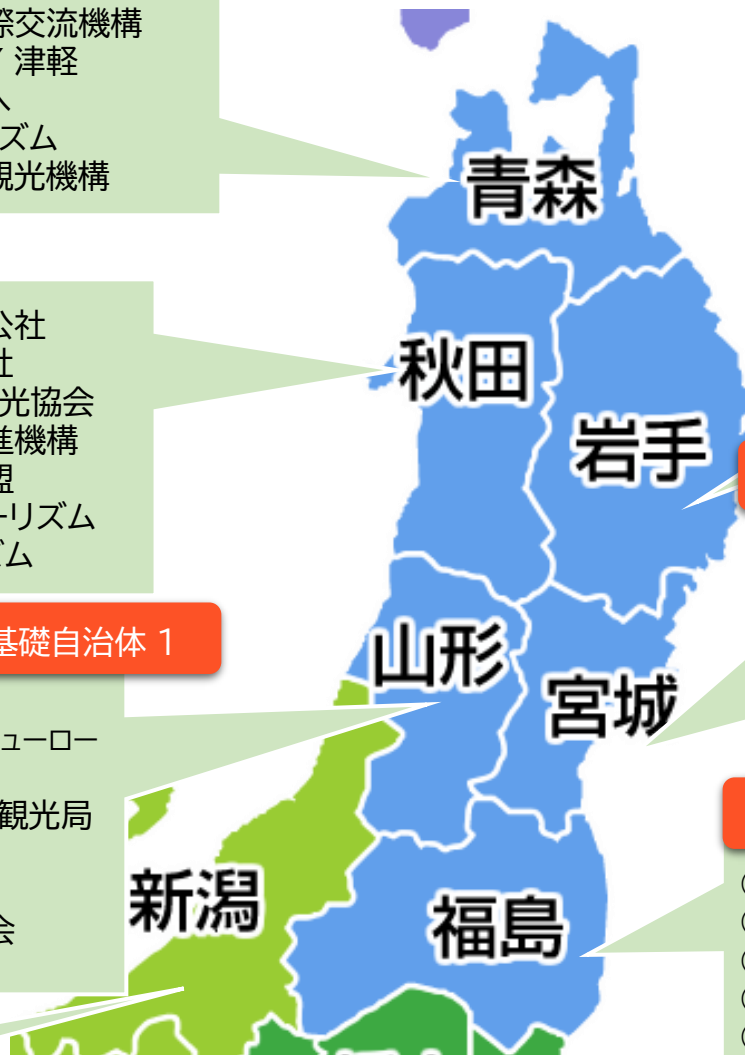 際交流機構
津軽
へ
ズム
観光機構
青森
公社
社
光協会
進機構
盟
ーリズム
ズム
秋田
岩手
基礎自治体 1
ューロー
観光局
会
山形
宮城
新潟
福島